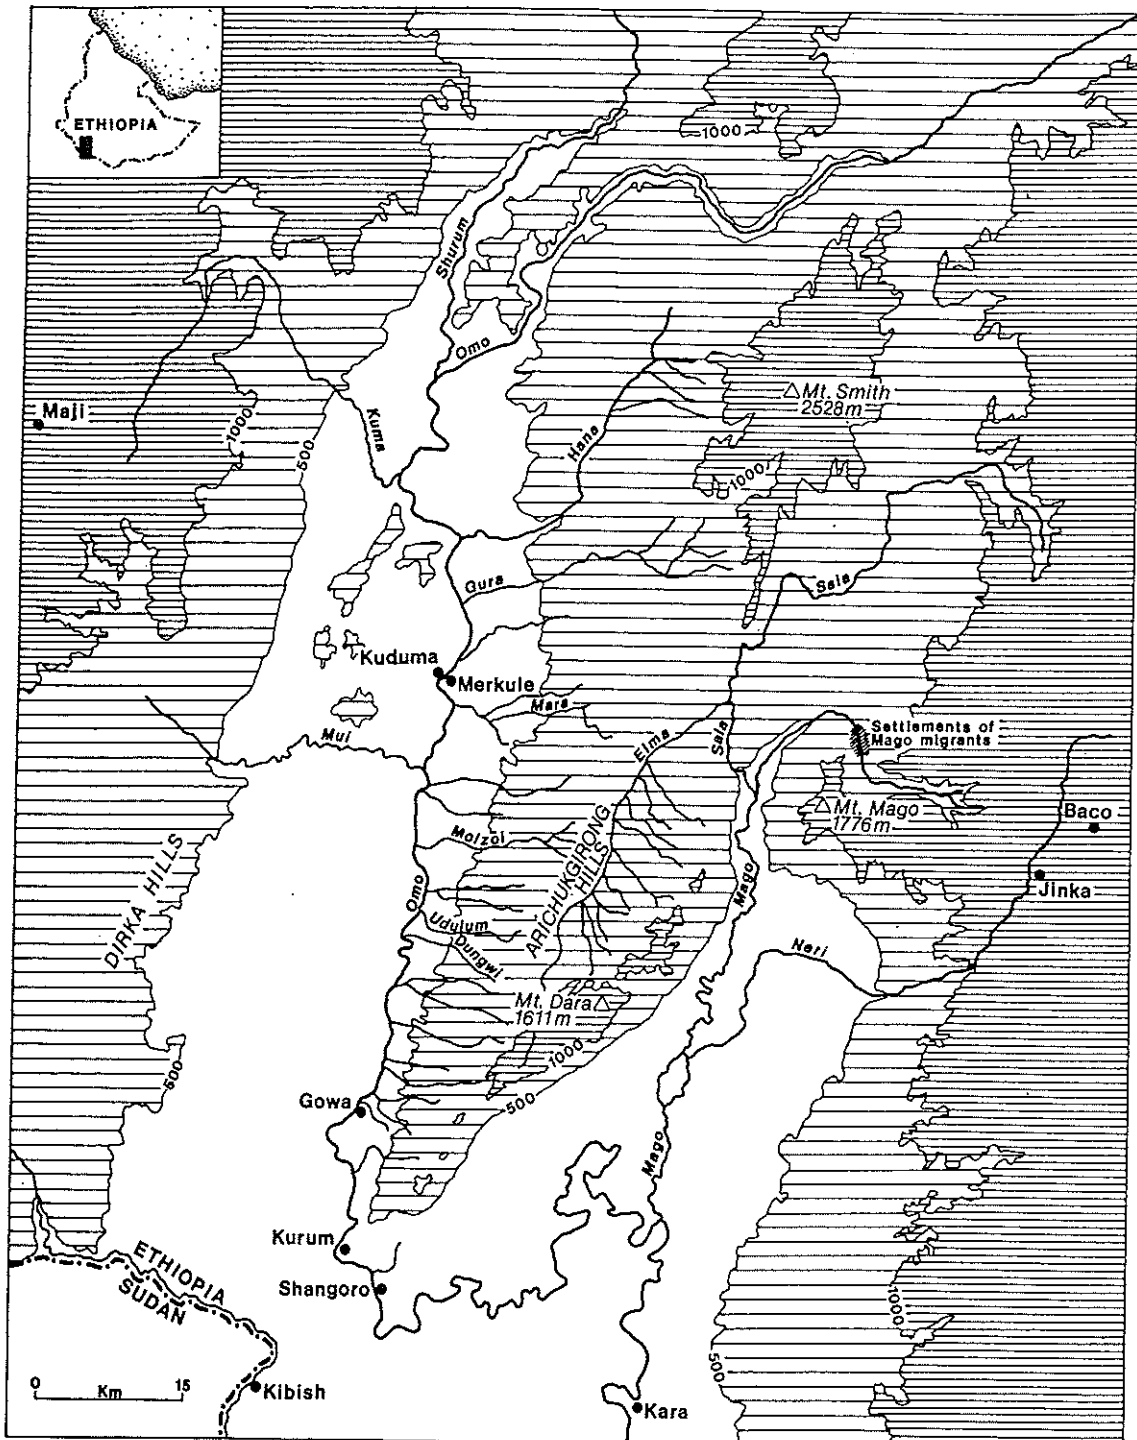 ETHIOPIA
1000
Shurum
Omo
Mt. Smith
2528m
Maji
1000
500
Kuma
Hana
1000
Gura
Sala
Kuduma
Merkule
Mara
Mui
Elma
Sala
Settlements of
Mago migrants
Mt. Mago
1776m
Baco
Molzoi
ARICHUKGIRONG
HILLS
DIRKA HILLS
Omo
Mago
Jinka
Udulum
Dungwi
Neri
Mt. Dara
1611m
500
1000
500
Gowa
Mago
Kurum
ETHIOPIA
SUDAN
Shangoro
1000
500
0
Km
15
Kibish
Kara